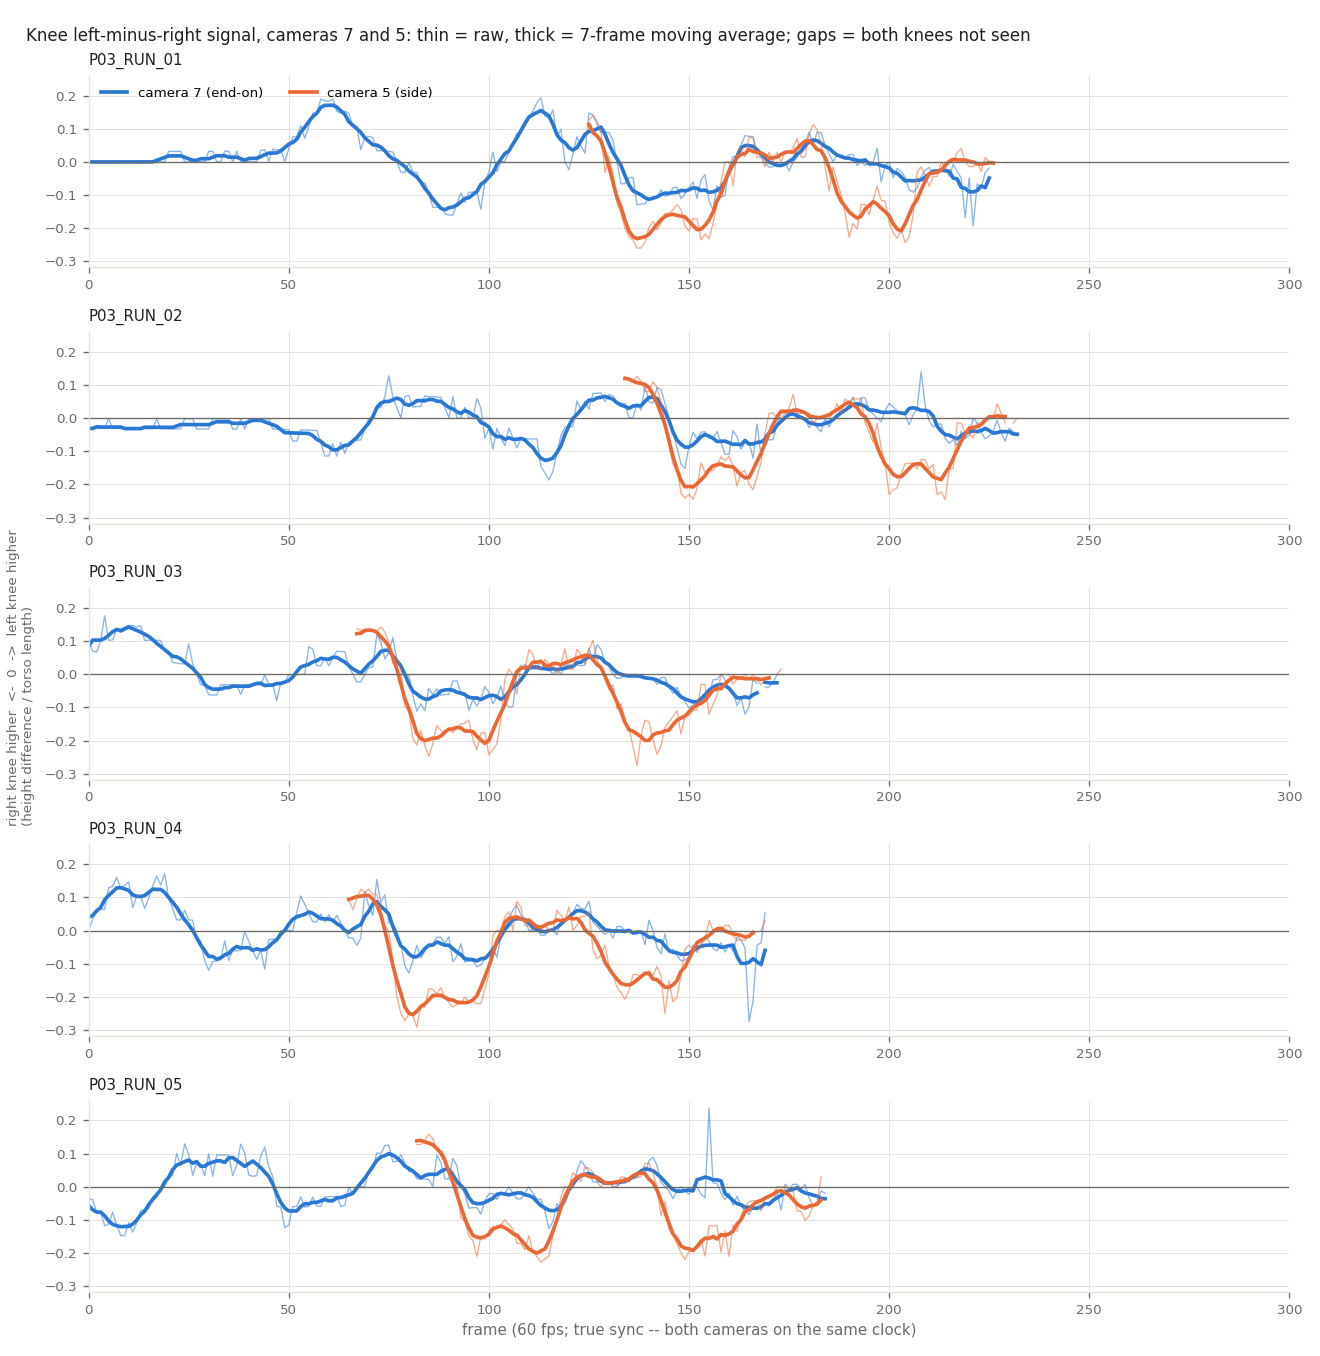 Knee left-minus-right signal, cameras 7 and 5: thin = raw, thick = 7-frame moving average; gaps = both knees not seen
P03_RUN_01
camera 7 (end-on)
camera 5 (side)
0.2
0.1
0.0
−0.1
−0.2
−0.3
0 50 100 150 200 250 300
P03_RUN_02
0.2
0.1
0.0
−0.1
−0.2
−0.3
0 50 100 150 200 250 300
right knee higher <- 0 -> left knee higher
(height difference / torso length)
P03_RUN_03
0.2
0.1
0.0
−0.1
−0.2
−0.3
0 50 100 150 200 250 300
P03_RUN_04
0.2
0.1
0.0
−0.1
−0.2
−0.3
0 50 100 150 200 250 300
P03_RUN_05
0.2
0.1
0.0
−0.1
−0.2
−0.3
0 50 100 150 200 250 300
frame (60 fps; true sync -- both cameras on the same clock)